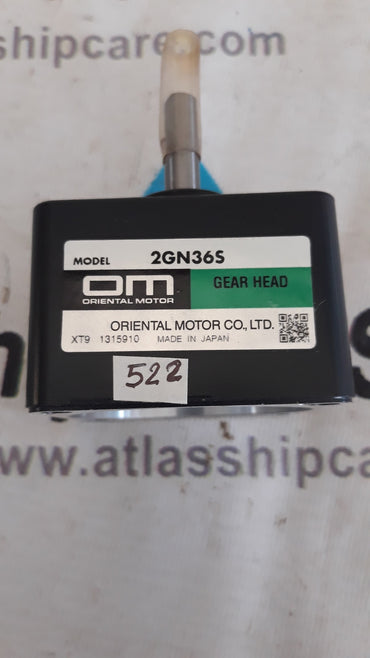 shipcare.com
MODEL 2GN36S
OM
ORIENTAL MOTOR
GEAR HEAD
ORIENTAL MOTOR CO., LTD.
XT9 1315910 MADE IN JAPAN
522
www.atlasshipcar